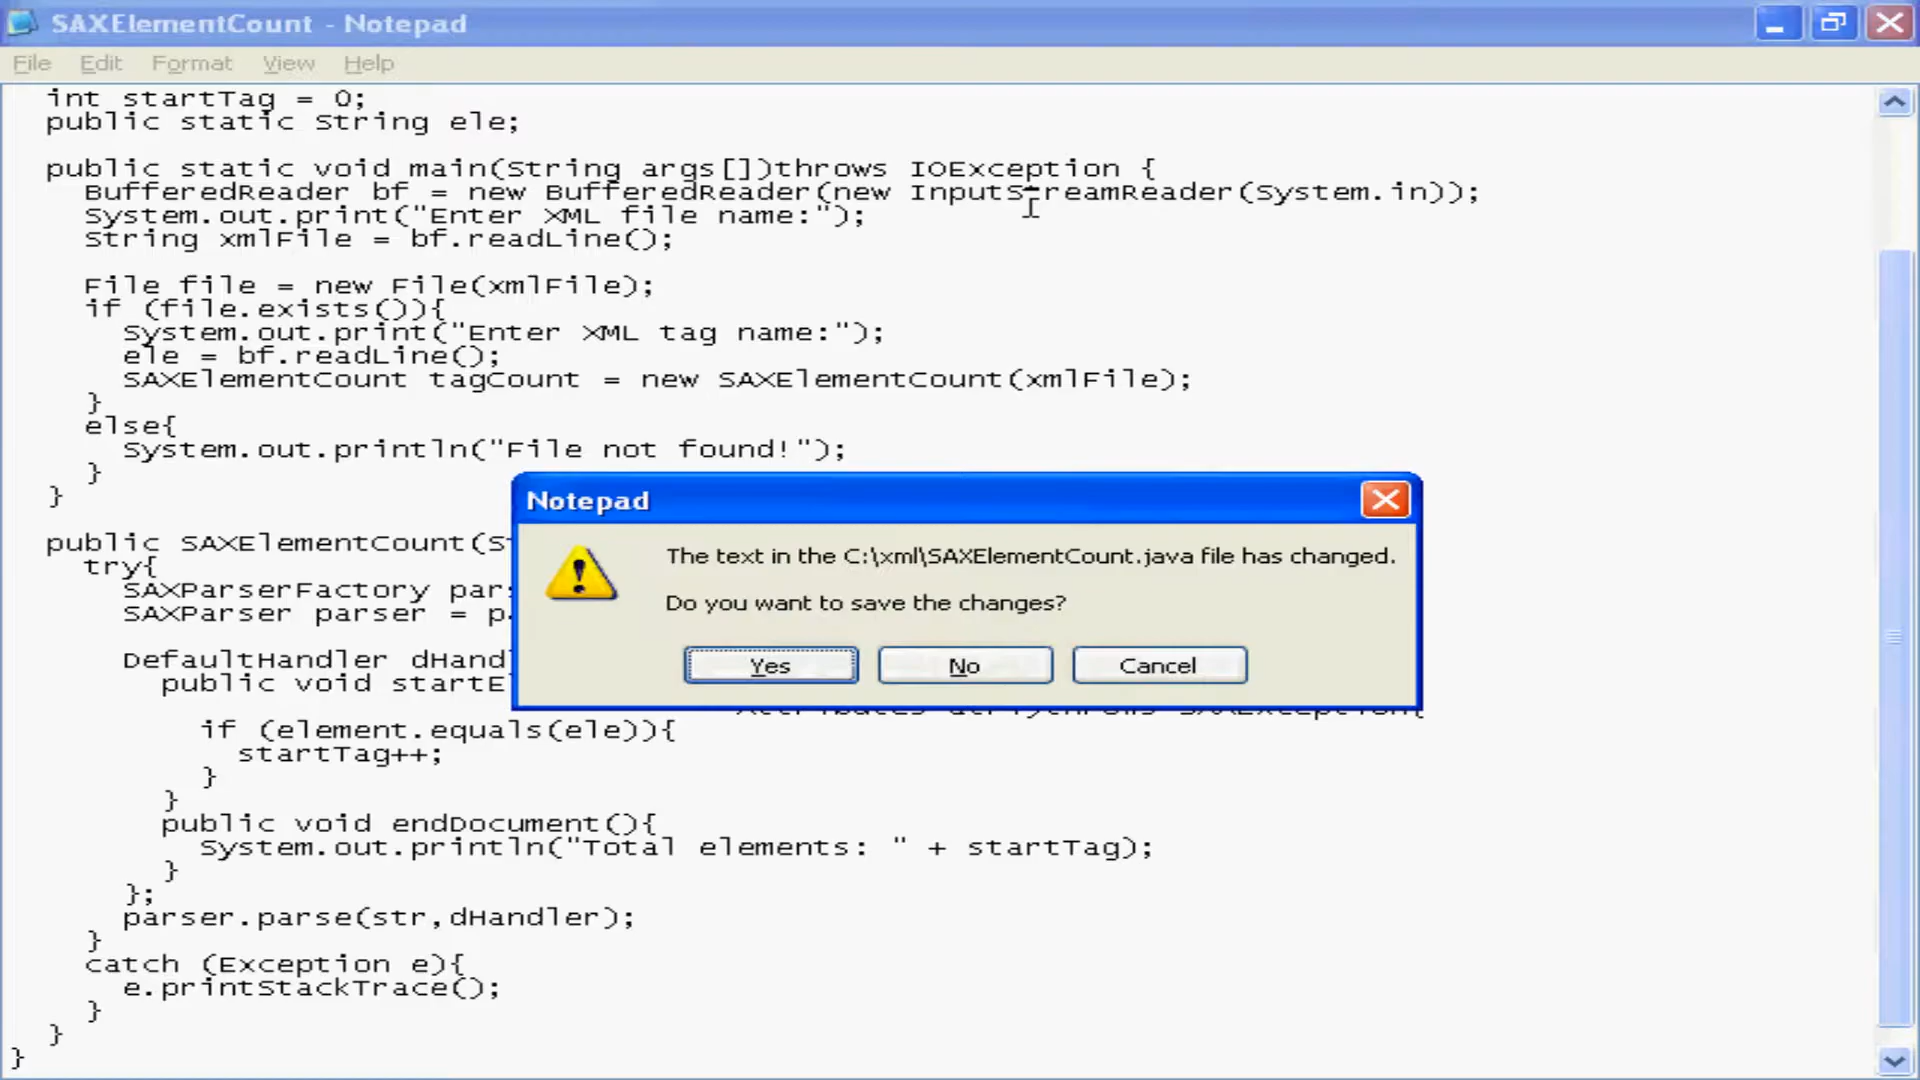 SAXElementCount - Notepad
File Edit Format View Help
int startTag = 0;
public static String ele;
public static void main(String args[])throws IOException {
BufferedReader bf = new BufferedReader(new InputStreamReader(System.in));
System.out.print("Enter XML file name:");
String xmlFile = bf.readLine();
File file = new File(xmlFile);
if (file.exists()){
System.out.print("Enter XML tag name:");
ele = bf.readLine();
SAXElementCount tagCount = new SAXElementCount(xmlFile);
}
else{
System.out.println("File not found!");
}
}
public SAXElementCount(S
try{
SAXParserFactory pars
SAXParser parser = p
DefaultHandler dHandl
public void startE
throws SAXException{
if (element.equals(ele)){
startTag++;
}
}
public void endDocument(){
System.out.println("Total elements: " + startTag);
}
};
parser.parse(str,dHandler);
}
catch (Exception e){
e.printStackTrace();
}
}
}
Notepad
The text in the C:\xml\SAXElementCount.java file has changed.
Do you want to save the changes?
Yes No Cancel